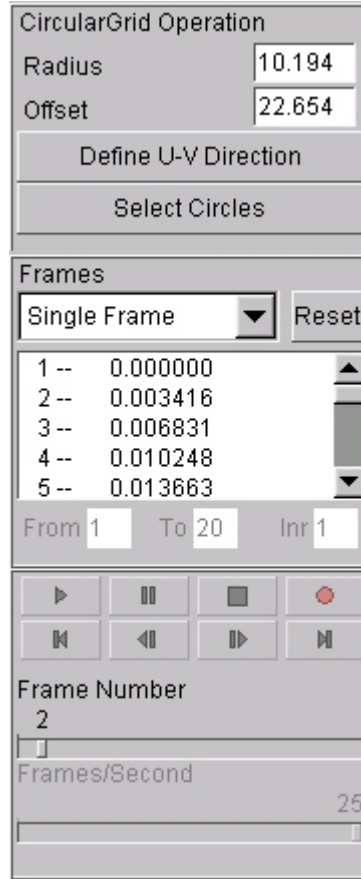 CircularGrid Operation
Radius 10.194
Offset 22.654
Define U-V Direction
Select Circles
Frames
Single Frame Reset
1 -- 0.000000
2 -- 0.003416
3 -- 0.006831
4 -- 0.010248
5 -- 0.013663
From 1 To 20 Inr 1
Frame Number
2
Frames/Second
25